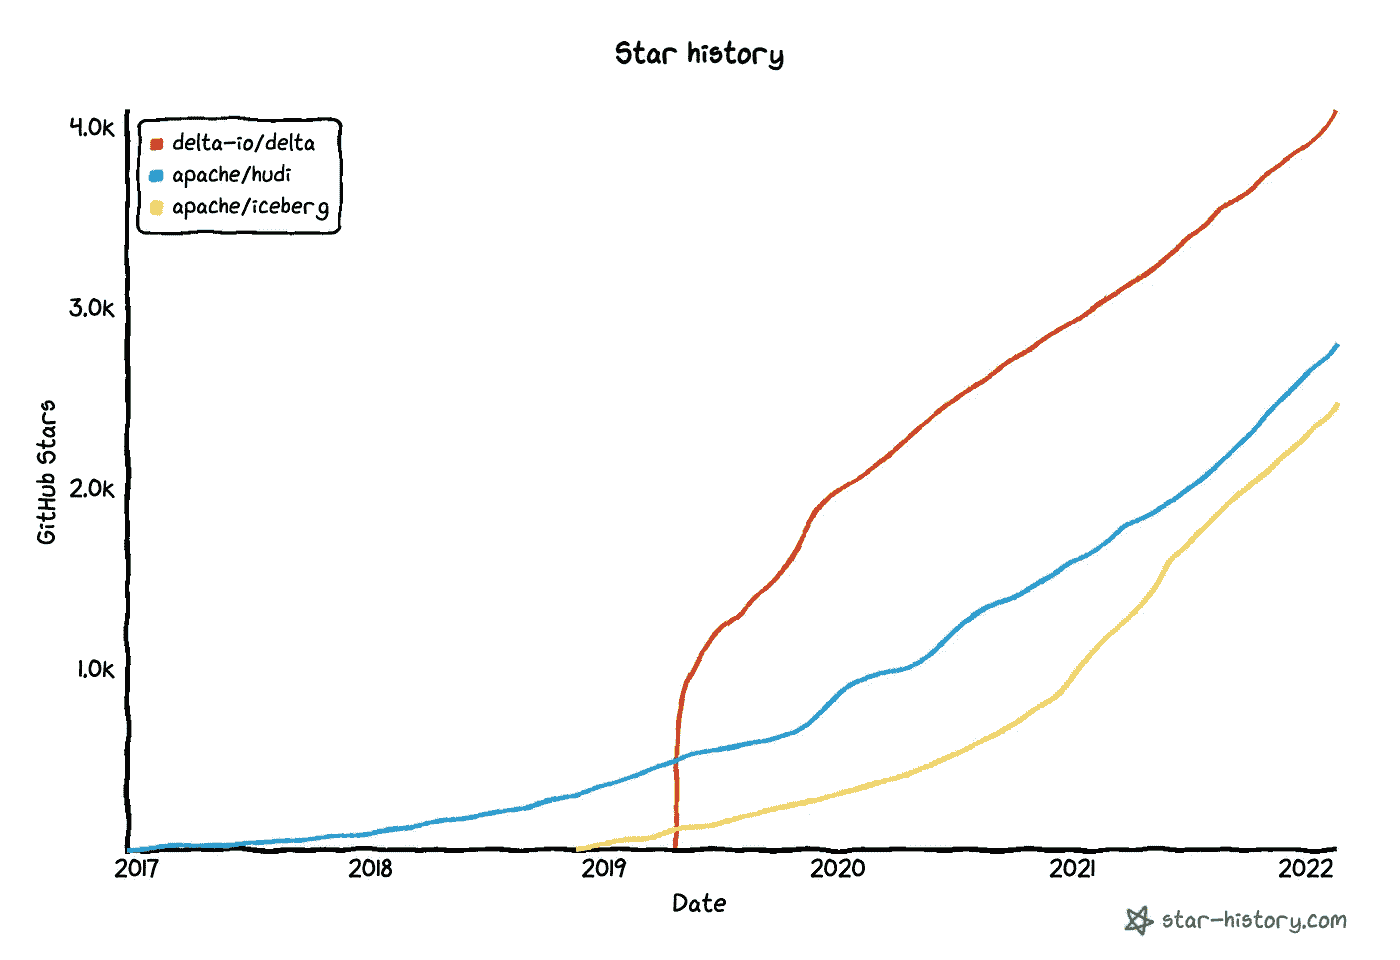 Star history
delta-io/delta
apache/hudi
apache/iceberg
4.0k
3.0k
2.0k
1.0k
GitHub Stars
2017 2018 2019 2020 2021 2022
Date
star-history.com